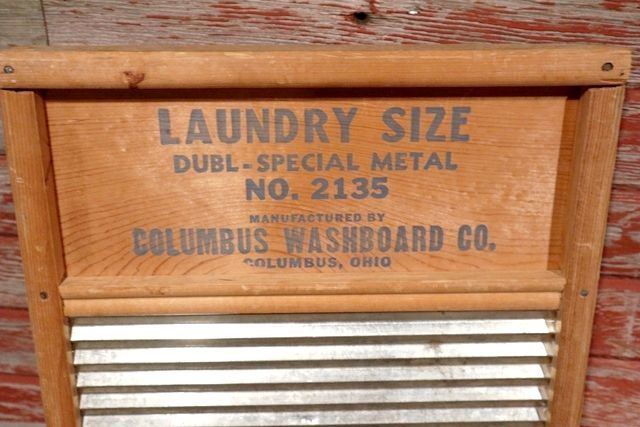 LAUNDRY SIZE
DUBL-SPECIAL METAL
NO. 2135
MANUFACTURED BY
COLUMBUS WASHBOARD CO.
COLUMBUS, OHIO